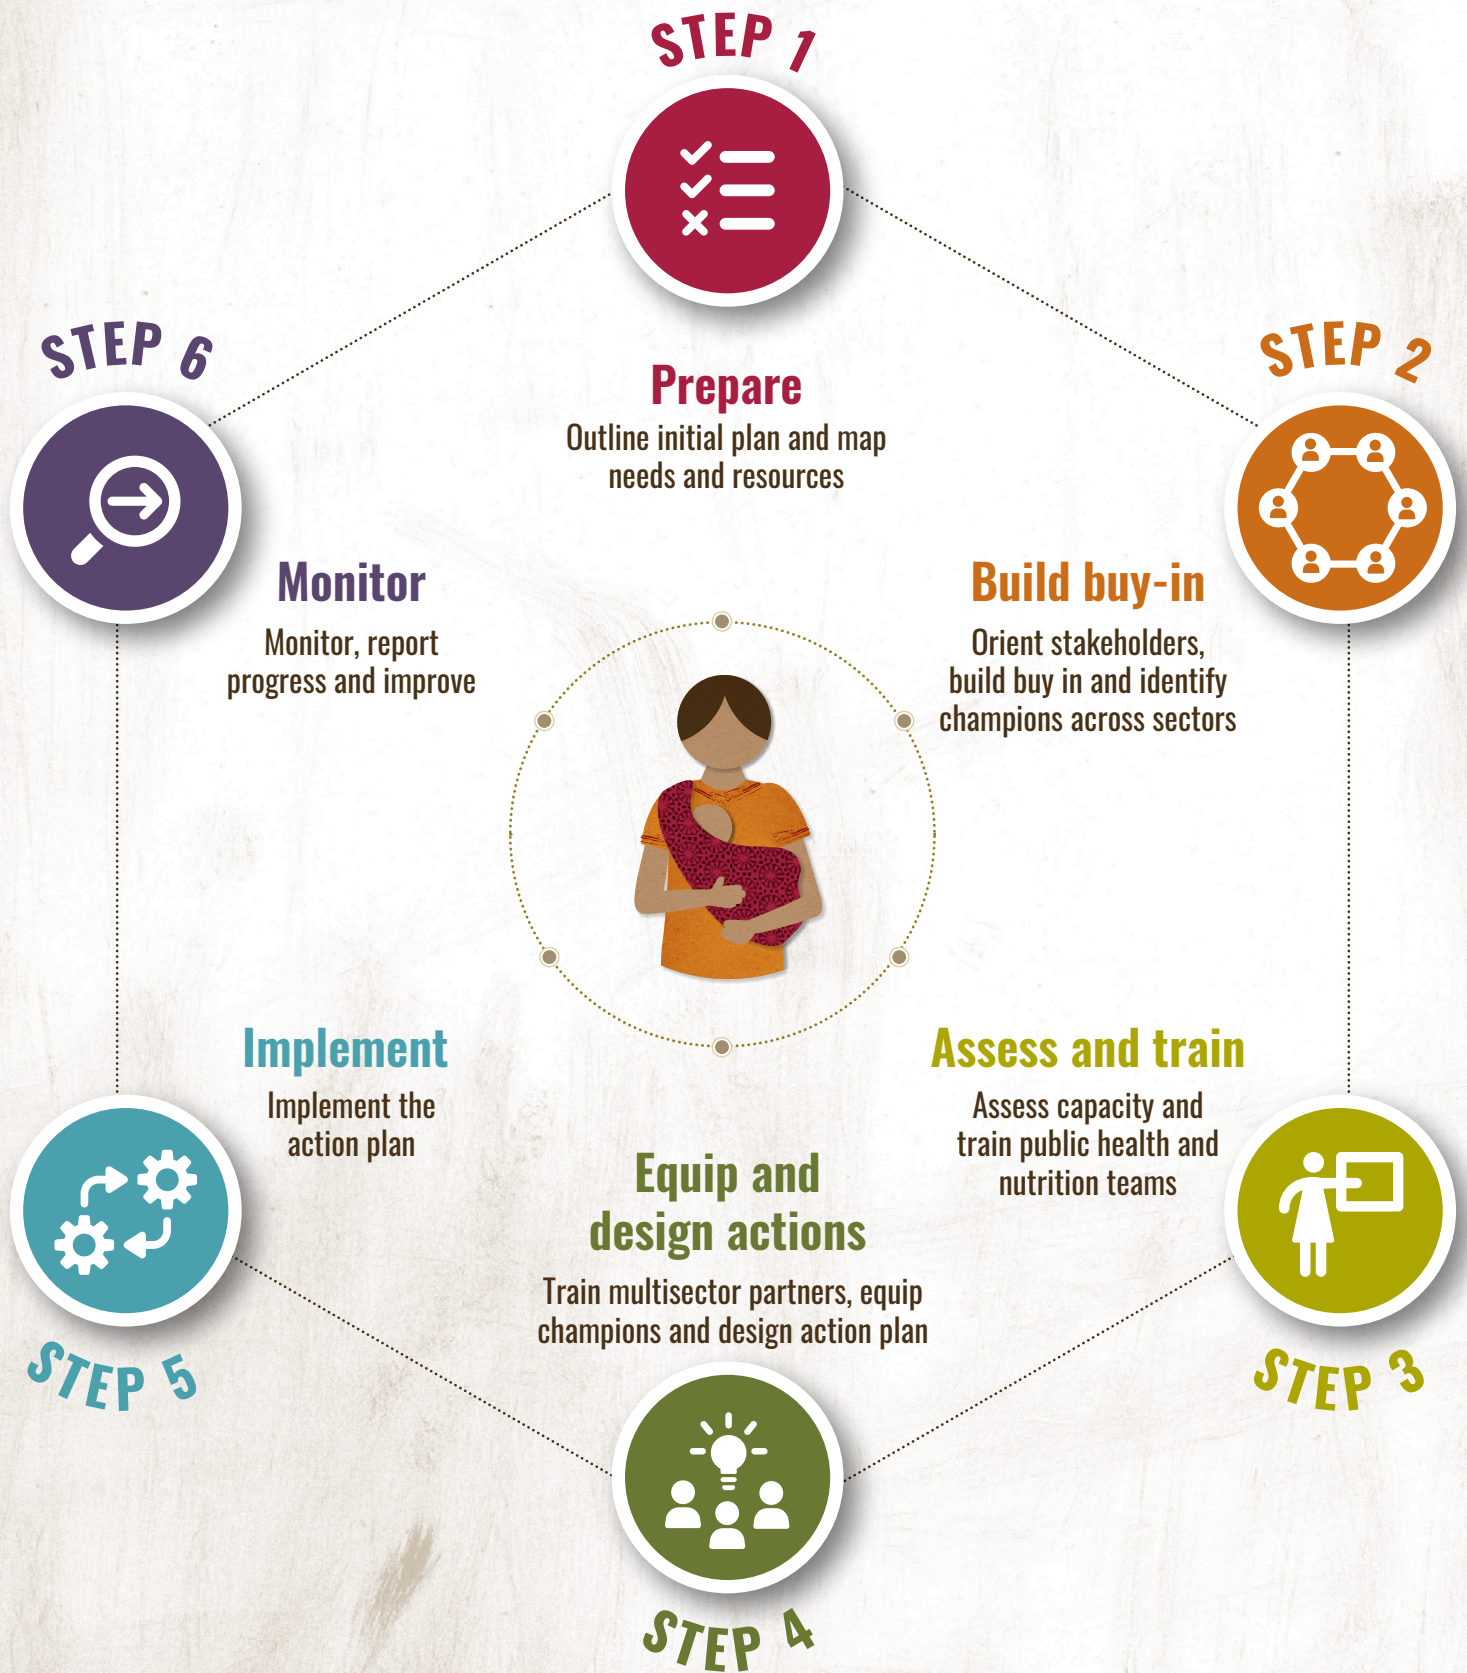 STEP 1
Prepare
Outline initial plan and map
needs and resources
STEP 2
Build buy-in
Orient stakeholders,
build buy in and identify
champions across sectors
STEP 3
Assess and train
Assess capacity and
train public health and
nutrition teams
Equip and
design actions
Train multisector partners, equip
champions and design action plan
STEP 4
Implement
Implement the
action plan
STEP 5
STEP 6
Monitor
Monitor, report
progress and improve